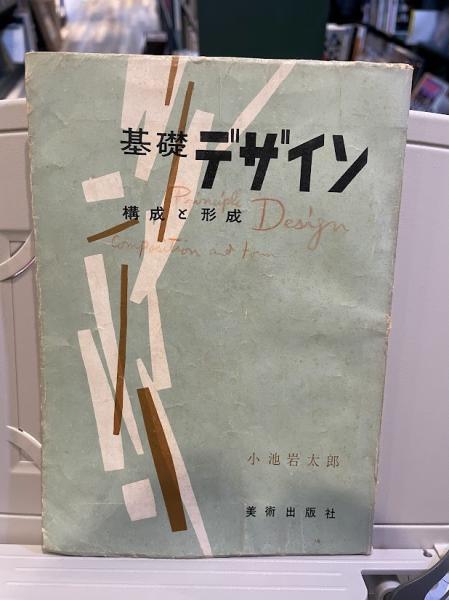 基礎デザイン
Principle
構成と形成
Design
Composition and form
小池岩太郎
美術出版社